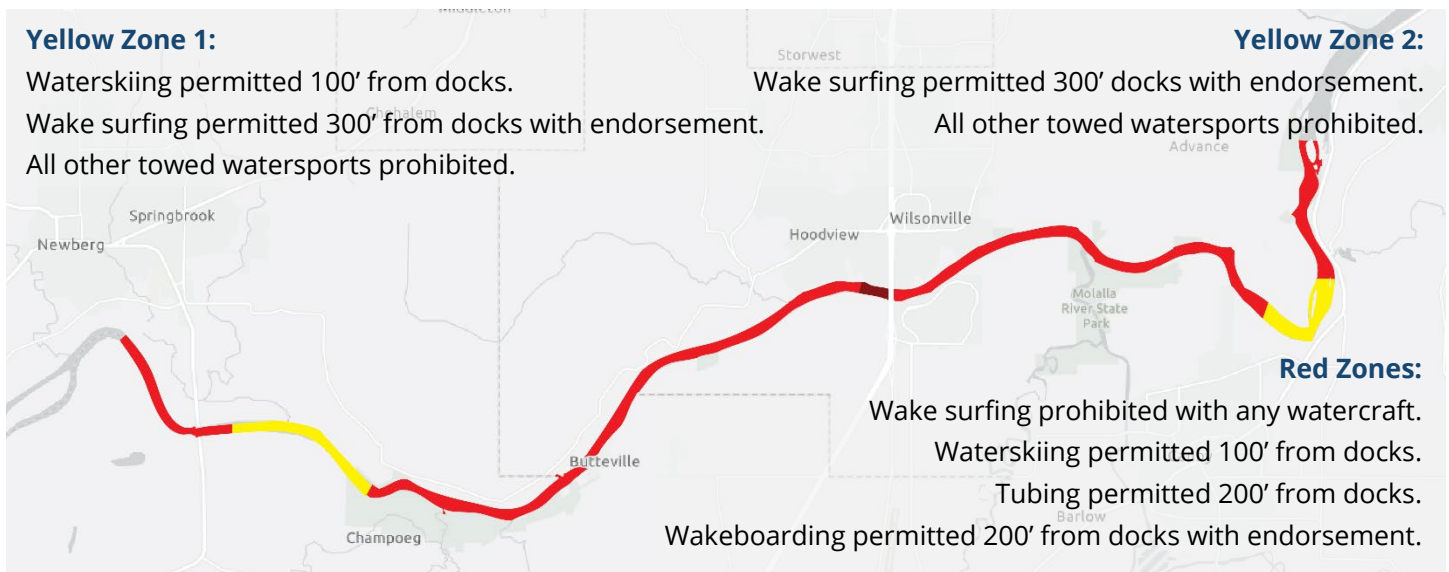 Middleton
Yellow Zone 1:
Waterskiing permitted 100’ from docks.
Wake surfing permitted 300’ from docks with endorsement.
All other towed watersports prohibited.
Yellow Zone 2:
Wake surfing permitted 300’ docks with endorsement.
All other towed watersports prohibited.
Storwest
Chehalem
Advance
Springbrook
Newberg
Wilsonville
Hoodview
Molalla
River State
Park
Butteville
Champoeg
Red Zones:
Wake surfing prohibited with any watercraft.
Waterskiing permitted 100’ from docks.
Tubing permitted 200’ from docks.
Barlow
Wakeboarding permitted 200’ from docks with endorsement.